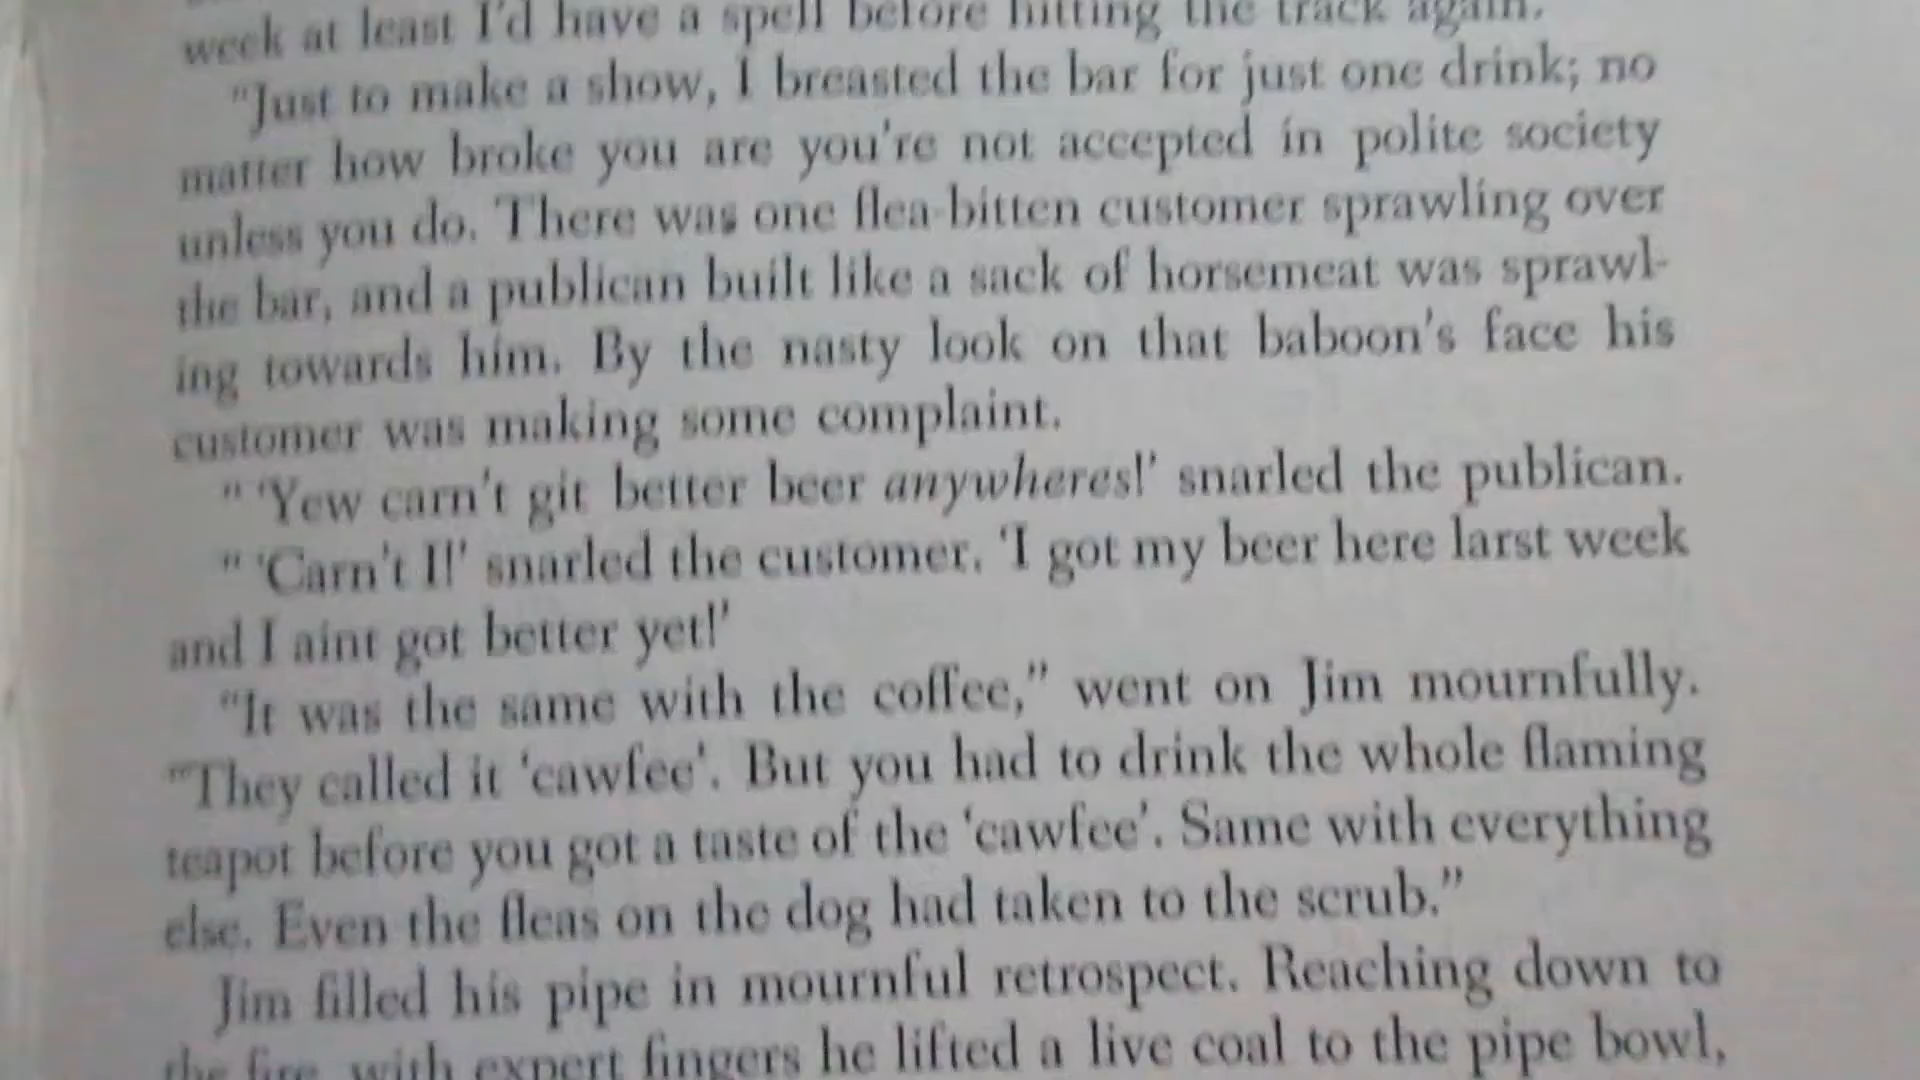 week at least I'd have a spell before hitting the track again.
"Just to make a show, I breasted the bar for just one drink; no
matter how broke you are you're not accepted in polite society
unless you do. There was one flea-bitten customer sprawling over
the bar, and a publican built like a sack of horsemeat was sprawl-
ing towards him. By the nasty look on that baboon's face his
customer was making some complaint.
" 'Yew carn't git better beer anywheres!' snarled the publican.
" 'Carn't I!' snarled the customer. 'I got my beer here larst week
and I aint got better yet!'
"It was the same with the coffee," went on Jim mournfully.
"They called it 'cawfee'. But you had to drink the whole flaming
teapot before you got a taste of the 'cawfee'. Same with everything
else. Even the fleas on the dog had taken to the scrub."
Jim filled his pipe in mournful retrospect. Reaching down to
the fire, with expert fingers he lifted a live coal to the pipe bowl,